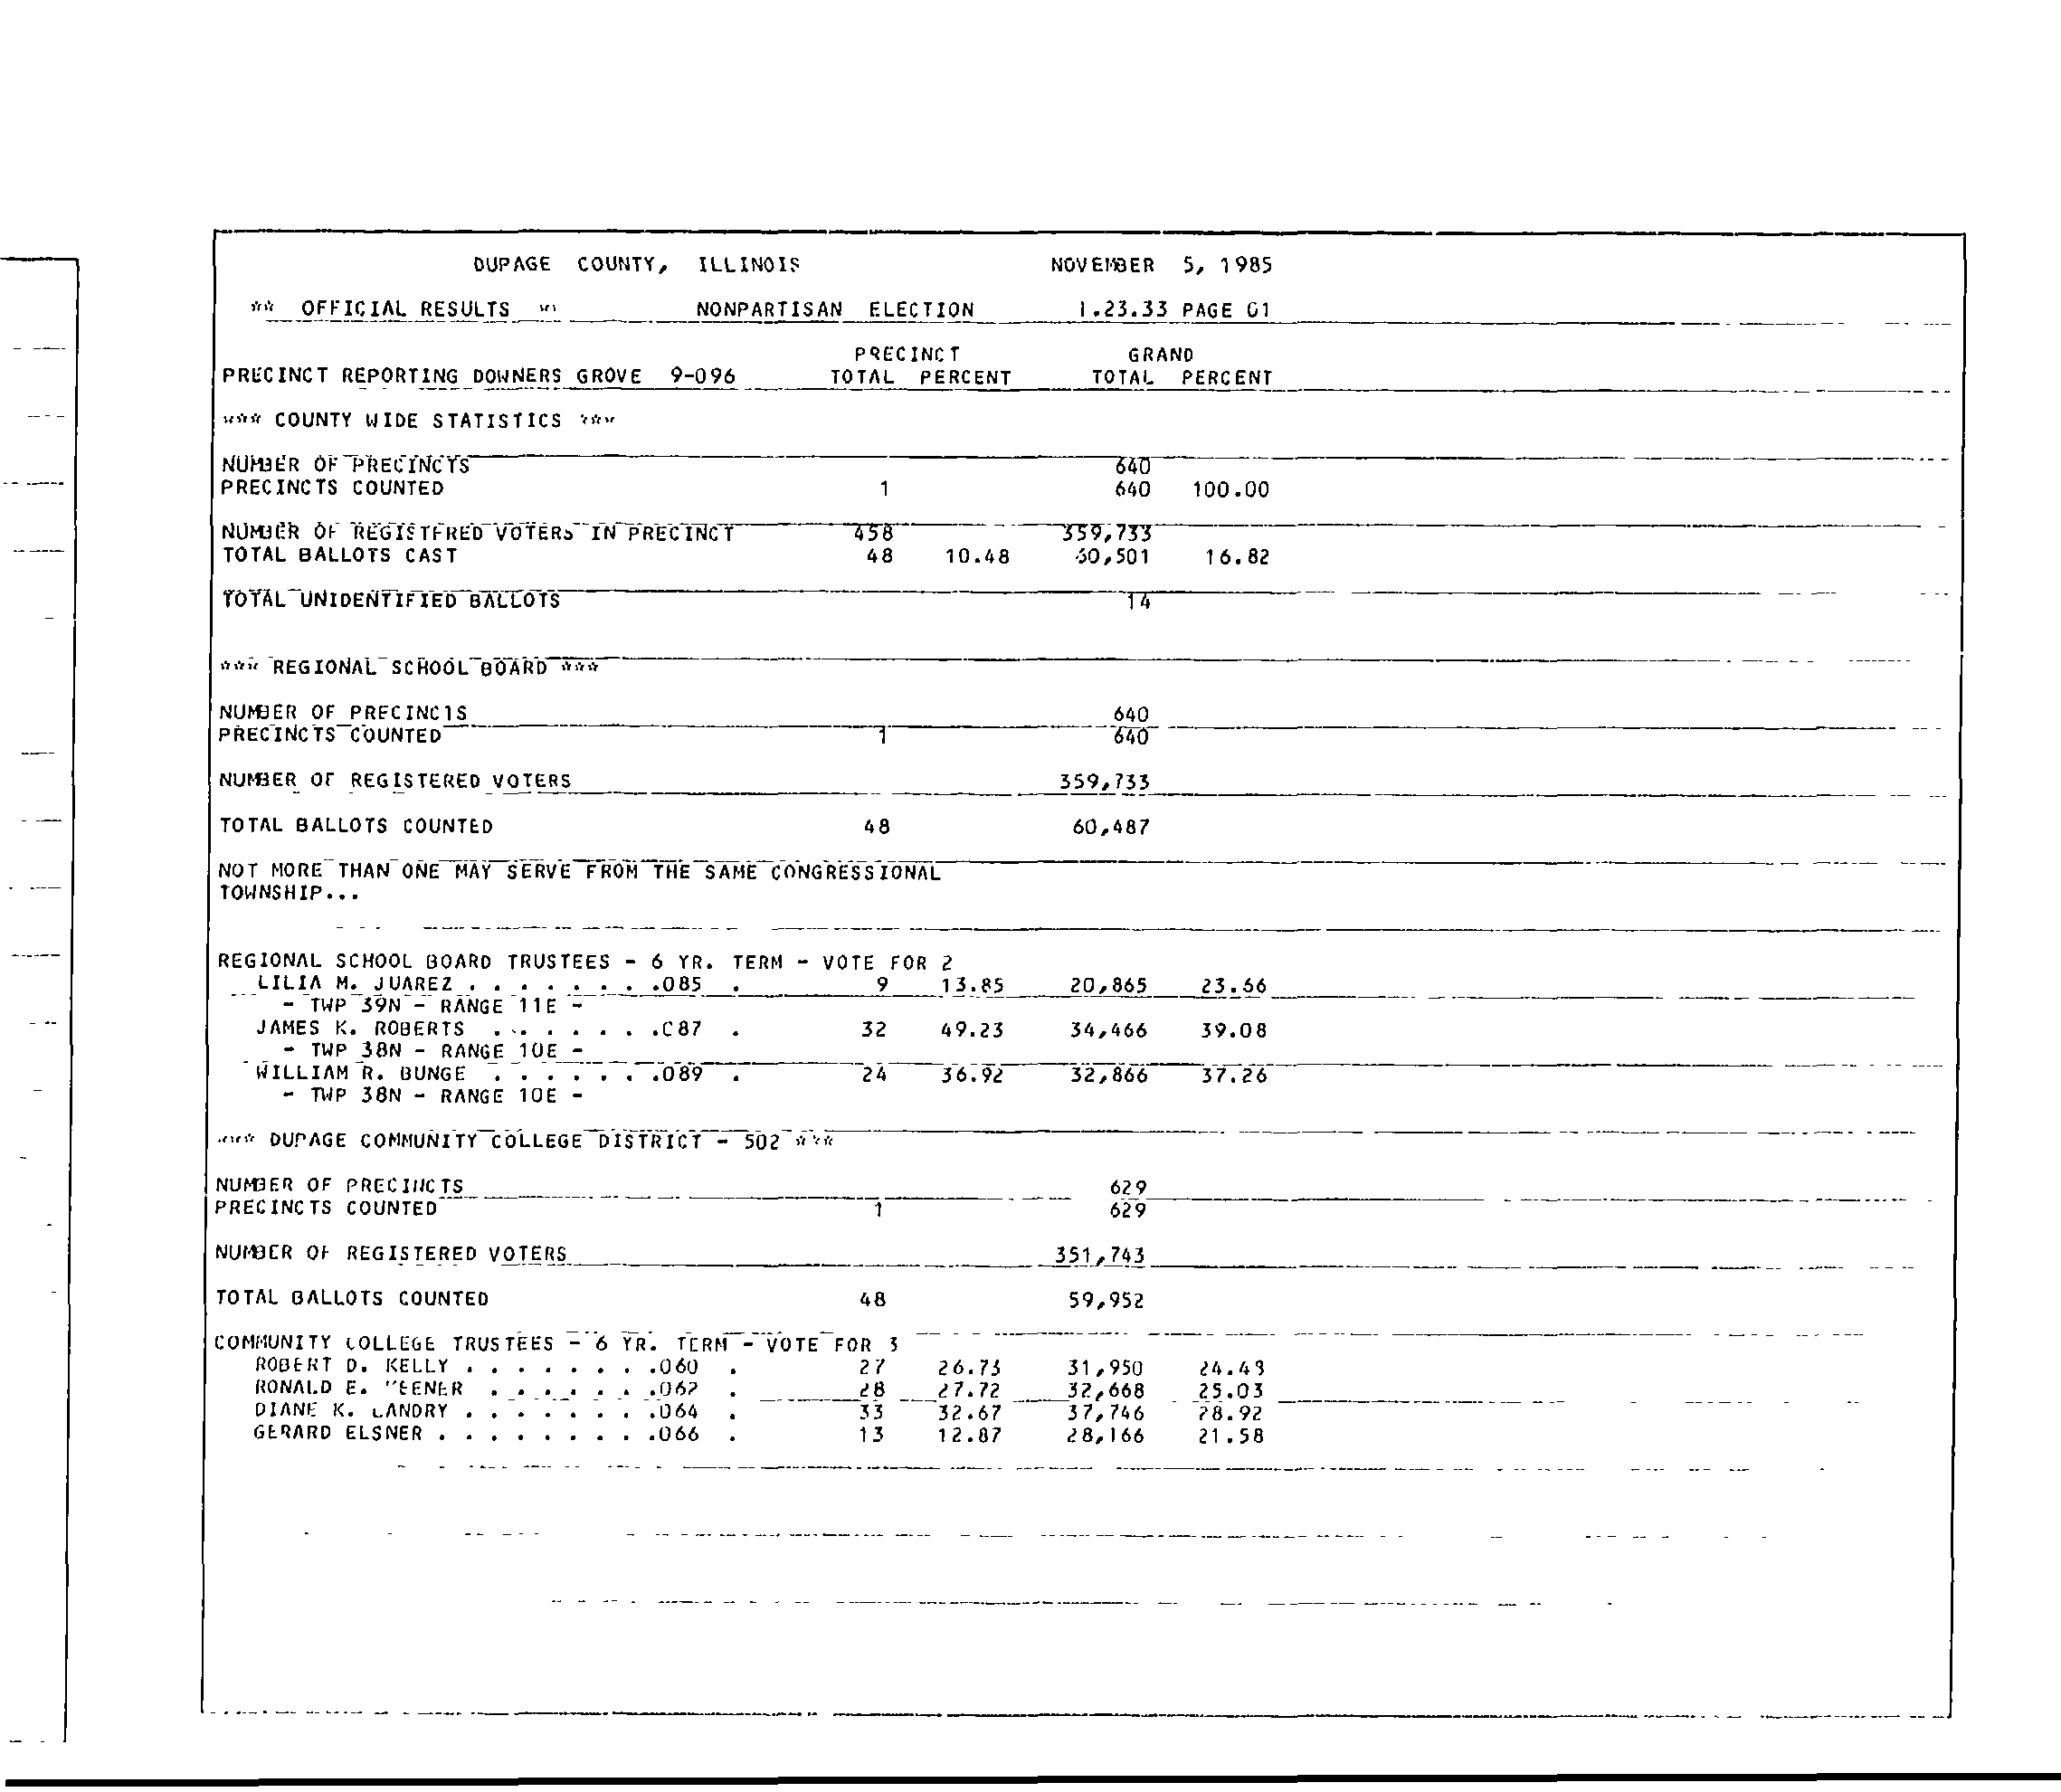 DUPAGE COUNTY, ILLINOIS NOVEMBER 5, 1985
** OFFICIAL RESULTS ** NONPARTISAN ELECTION 1.23.33 PAGE 01
PRECINCT GRAND
PRECINCT REPORTING DOWNERS GROVE 9-096 TOTAL PERCENT TOTAL PERCENT
*** COUNTY WIDE STATISTICS ***
NUMBER OF PRECINCTS 640
PRECINCTS COUNTED 1 640 100.00
NUMBER OF REGISTERED VOTERS IN PRECINCT 458 359,733
TOTAL BALLOTS CAST 48 10.48 60,501 16.82
TOTAL UNIDENTIFIED BALLOTS 14
*** REGIONAL SCHOOL BOARD ***
NUMBER OF PRECINCTS 640
PRECINCTS COUNTED 1 640
NUMBER OF REGISTERED VOTERS 359,733
TOTAL BALLOTS COUNTED 48 60,487
NOT MORE THAN ONE MAY SERVE FROM THE SAME CONGRESSIONAL
TOWNSHIP...
REGIONAL SCHOOL BOARD TRUSTEES - 6 YR. TERM - VOTE FOR 2
LILIA M. JUAREZ . . . . . . . .085 . 9 13.85 20,865 23.66
- TWP 39N - RANGE 11E -
JAMES K. ROBERTS . . . . . . .087 . 32 49.23 34,466 39.08
- TWP 38N - RANGE 10E -
WILLIAM R. BUNGE . . . . . . .089 . 24 36.92 32,866 37.26
- TWP 38N - RANGE 10E -
*** DUPAGE COMMUNITY COLLEGE DISTRICT - 502 ***
NUMBER OF PRECINCTS 629
PRECINCTS COUNTED 1 629
NUMBER OF REGISTERED VOTERS 351,743
TOTAL BALLOTS COUNTED 48 59,952
COMMUNITY COLLEGE TRUSTEES - 6 YR. TERM - VOTE FOR 3
ROBERT D. KELLY . . . . . . . .060 . 27 26.73 31,950 24.48
RONALD E. . . . . . . .062 . 28 27.72 32,668 25.03
DIANE K. LANDRY . . . . . . . .064 . 33 32.67 37,746 28.92
GERARD ELSNER . . . . . . . . .066 . 13 12.87 28,166 21.58